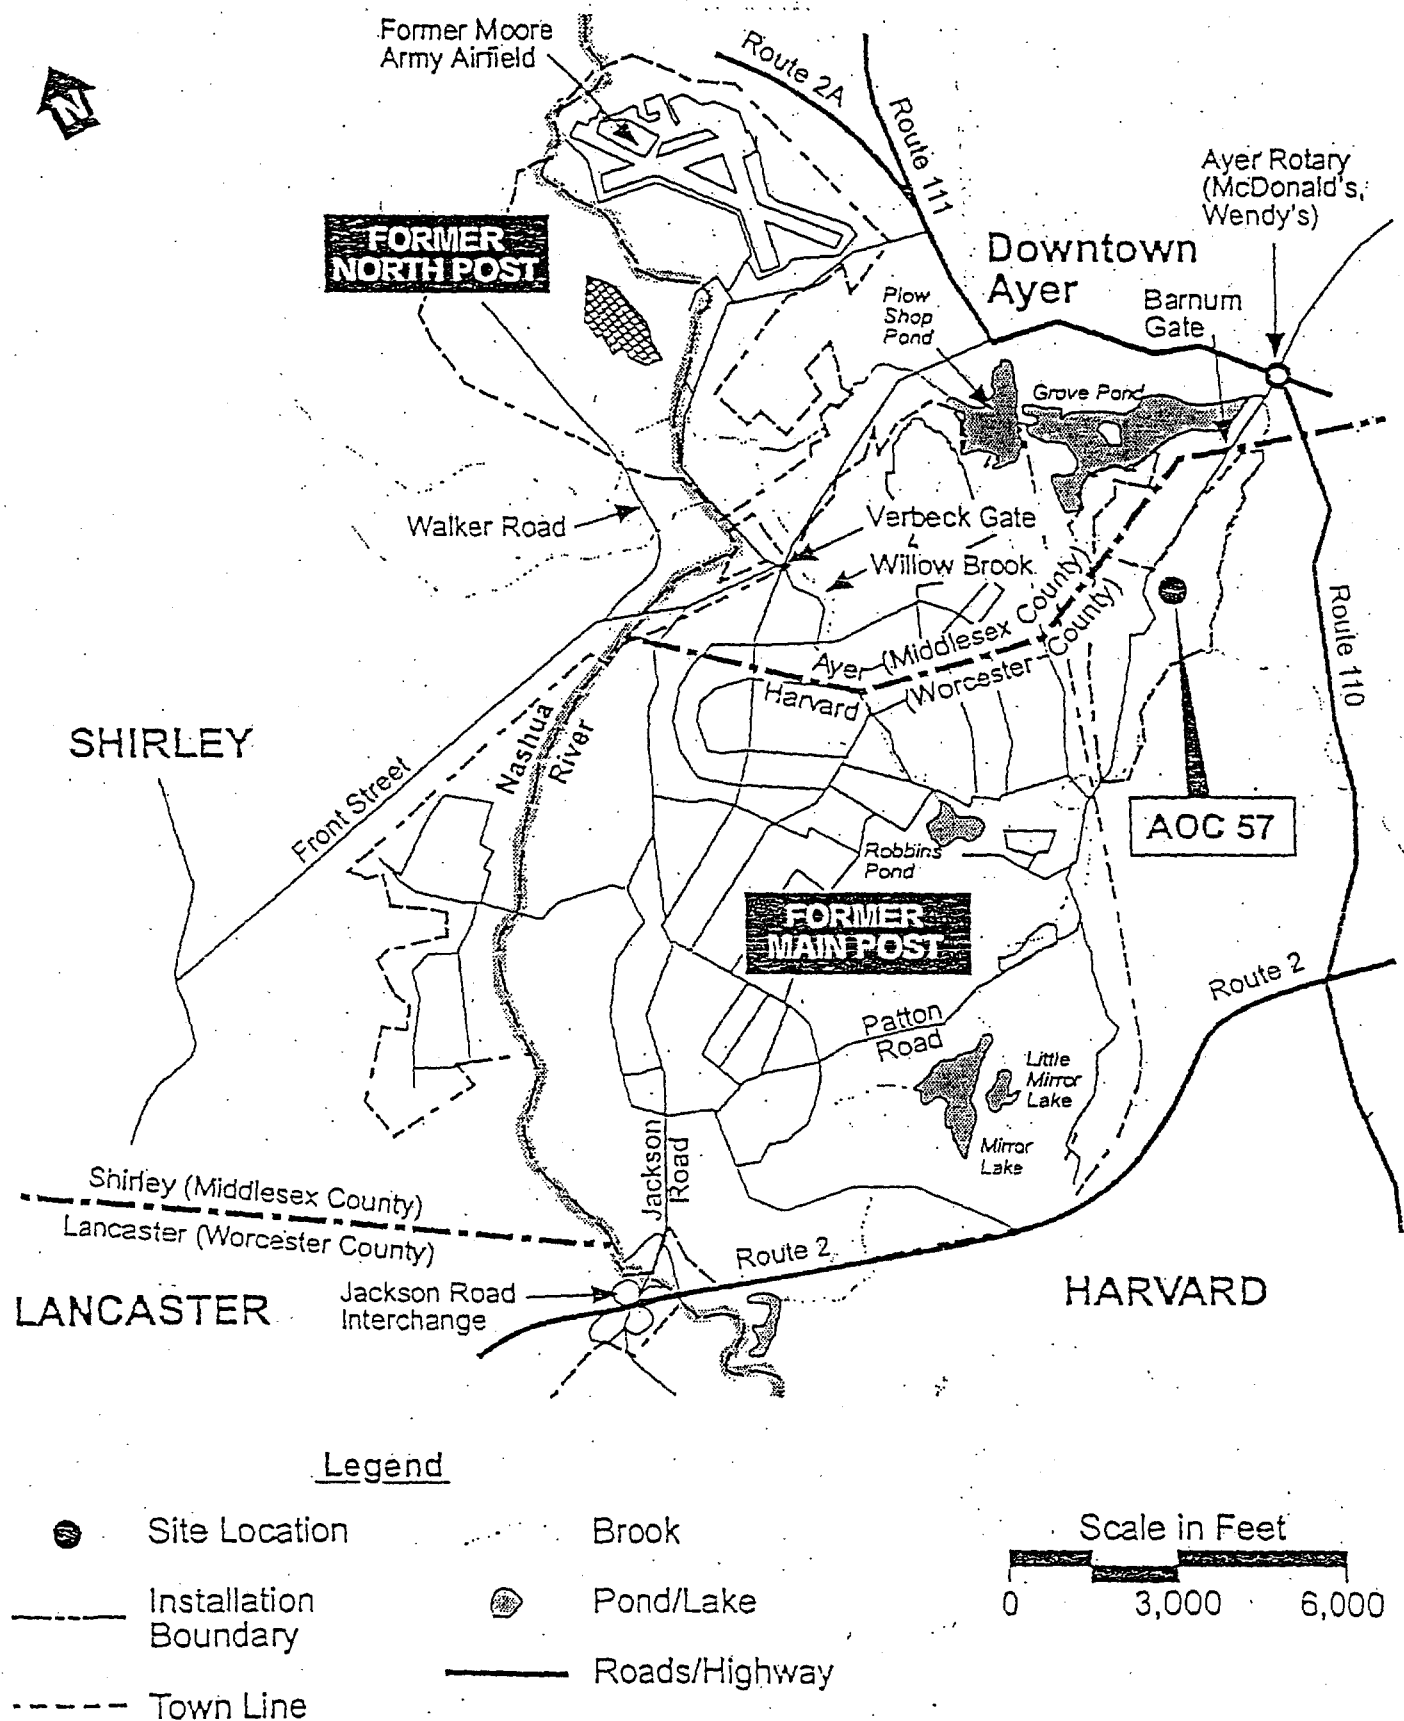 Former Moore
Army Airfield
Route 2A
Route 111
N
Ayer Rotary
(McDonald's,
Wendy's)
FORMER
NORTH POST
Downtown
Ayer
Plow
Shop
Pond
Barnum
Gate
Grove Pond
Walker Road
Verbeck Gate
Willow Brook
Ayer (Middlesex County)
Harvard (Worcester County)
Route 110
SHIRLEY
Nashua
River
Front Street
AOC 57
Robbins
Pond
FORMER
MAIN POST
Route 2
Patton
Road
Little
Mirror
Lake
Mirror
Lake
Jackson
Road
Shirley (Middlesex County)
Lancaster (Worcester County)
Route 2
Jackson Road
Interchange
LANCASTER
HARVARD
Legend
Site Location
Brook
Scale in Feet
Installation
Boundary
Pond/Lake
0 3,000 6,000
Roads/Highway
Town Line